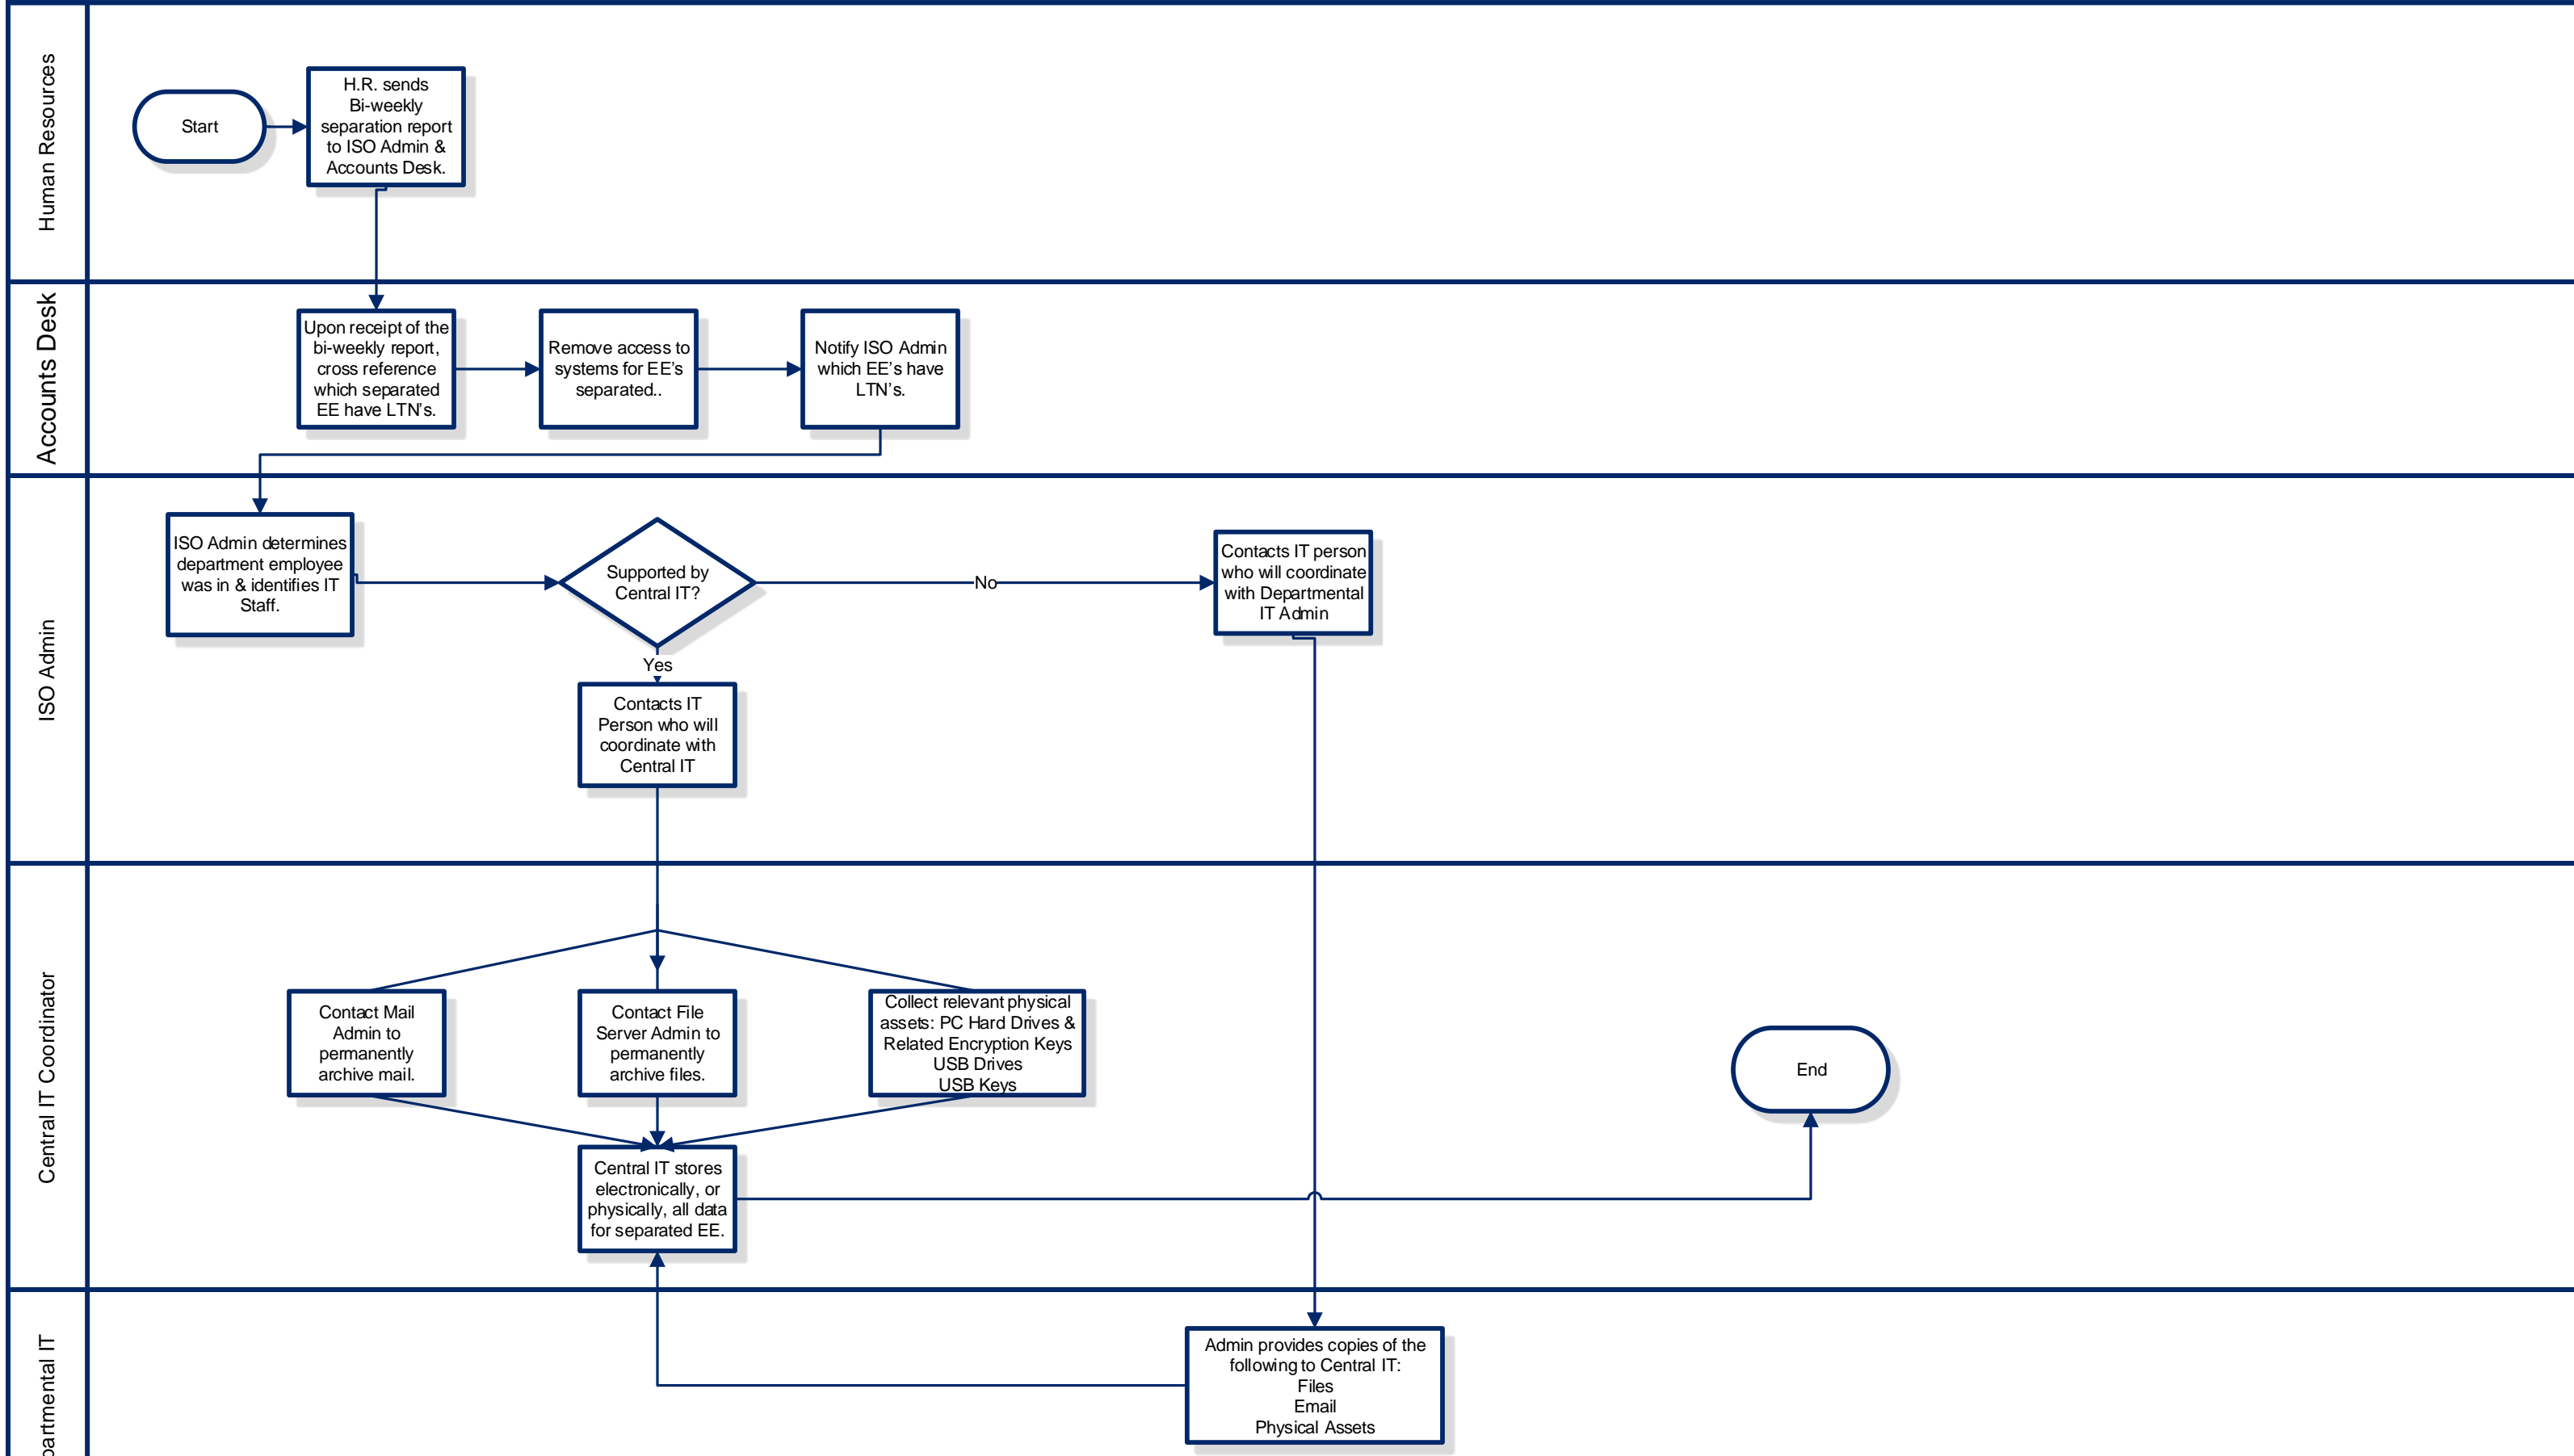 Human Resources
Start
H.R. sends
Bi-weekly
separation report
to ISO Admin &
Accounts Desk.
Accounts Desk
Upon receipt of the
bi-weekly report,
cross reference
which separated
EE have LTN's.
Remove access to
systems for EE's
separated..
Notify ISO Admin
which EE's have
LTN's.
ISO Admin
ISO Admin determines
department employee
was in & identifies IT
Staff.
Supported by
Central IT?
No
Contacts IT person
who will coordinate
with Departmental
IT Admin
Yes
Contacts IT
Person who will
coordinate with
Central IT
Central IT Coordinator
Contact Mail
Admin to
permanently
archive mail.
Contact File
Server Admin to
permanently
archive files.
Collect relevant physical
assets: PC Hard Drives &
Related Encryption Keys
USB Drives
USB Keys
End
Central IT stores
electronically, or
physically, all data
for separated EE.
partmental IT
Admin provides copies of the
following to Central IT:
Files
Email
Physical Assets